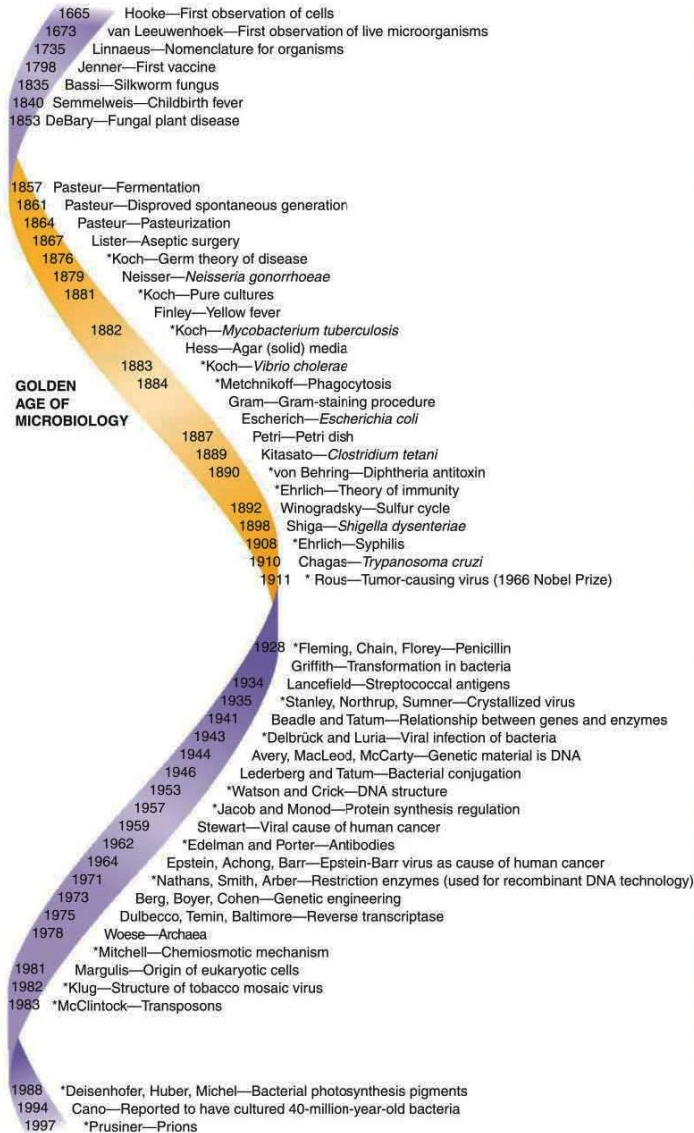 1665 Hooke—First observation of cells
1673 van Leeuwenhoek—First observation of live microorganisms
1735 Linnaeus—Nomenclature for organisms
1798 Jenner—First vaccine
1835 Bassi—Silkworm fungus
1840 Semmelweis—Childbirth fever
1853 DeBary—Fungal plant disease
1857 Pasteur—Fermentation
1861 Pasteur—Disproved spontaneous generation
1864 Pasteur—Pasteurization
1867 Lister—Aseptic surgery
1876 *Koch—Germ theory of disease
1879 Neisser—Neisseria gonorrhoeae
1881 *Koch—Pure cultures
Finley—Yellow fever
1882 *Koch—Mycobacterium tuberculosis
Hess—Agar (solid) media
1883 *Koch—Vibrio cholerae
GOLDEN
AGE OF
MICROBIOLOGY
1884 *Metchnikoff—Phagocytosis
Gram—Gram-staining procedure
Escherich—Escherichia coli
1887 Petri—Petri dish
1889 Kitasato—Clostridium tetani
1890 *von Behring—Diphtheria antitoxin
*Ehrlich—Theory of immunity
1892 Winogradsky—Sulfur cycle
1898 Shiga—Shigella dysenteriae
1908 *Ehrlich—Syphilis
1910 Chagas—Trypanosoma cruzi
1911 * Rous—Tumor-causing virus (1966 Nobel Prize)
1928 *Fleming, Chain, Florey—Penicillin
Griffith—Transformation in bacteria
1934 Lancefield—Streptococcal antigens
1935 *Stanley, Northrup, Sumner—Crystallized virus
1941 Beadle and Tatum—Relationship between genes and enzymes
1943 *Delbrück and Luria—Viral infection of bacteria
1944 Avery, MacLeod, McCarty—Genetic material is DNA
1946 Lederberg and Tatum—Bacterial conjugation
1953 *Watson and Crick—DNA structure
1957 *Jacob and Monod—Protein synthesis regulation
1959 Stewart—Viral cause of human cancer
1962 *Edelman and Porter—Antibodies
1964 Epstein, Achong, Barr—Epstein-Barr virus as cause of human cancer
1971 *Nathans, Smith, Arber—Restriction enzymes (used for recombinant DNA technology)
1973 Berg, Boyer, Cohen—Genetic engineering
1975 Dulbecco, Temin, Baltimore—Reverse transcriptase
1978 Woese—Archaea
*Mitchell—Chemiosmotic mechanism
1981 Margulis—Origin of eukaryotic cells
1982 *Klug—Structure of tobacco mosaic virus
1983 *McClintock—Transposons
1988 *Deisenhofer, Huber, Michel—Bacterial photosynthesis pigments
1994 Cano—Reported to have cultured 40-million-year-old bacteria
1997 *Prusiner—Prions